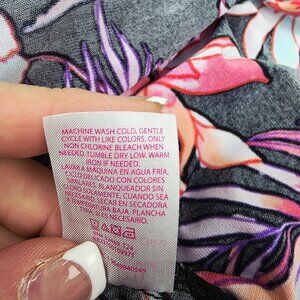 MACHINE WASH COLD, GENTLE
CYCLE WITH LIKE COLORS. ONLY
NON CHLORINE BLEACH WHEN
NEEDED. TUMBLE DRY LOW. WARM
IRON IF NEEDED.
LAVAR A MÁQUINA EN AGUA FRÍA,
CICLO DELICADO CON COLORES
SIMILARES. BLANQUEADOR SIN
CLORO SOLAMENTE, CUANDO SEA
NECESARIO. SECAR EN SECADORA
A TEMPERATURA BAJA. PLANCHA
TIBIA SI ES NECESARIO.